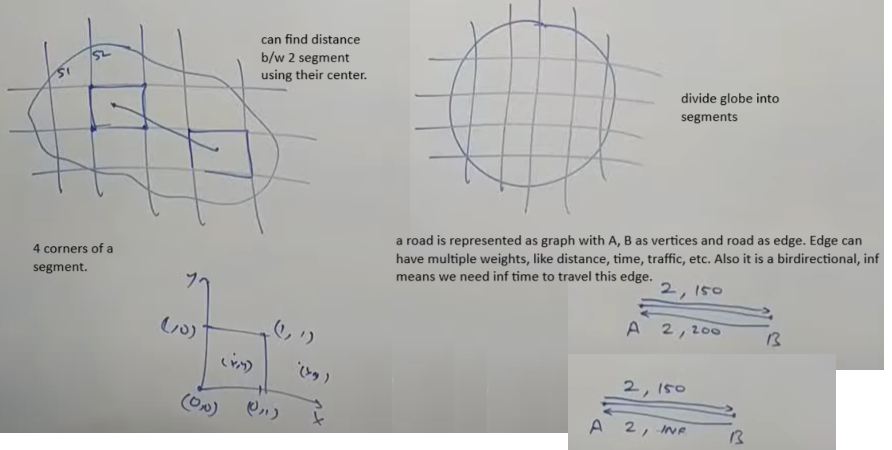 can find distance
b/w 2 segment
using their center.
S1
S2
divide globe into
segments
4 corners of a
segment.
a road is represented as graph with A, B as vertices and road as edge. Edge can
have multiple weights, like distance, time, traffic, etc. Also it is a birdirectional, inf
means we need inf time to travel this edge.
Y
(1,0)
(1,1)
(x,y)
(x,y)
(0,0)
(0,1)
X
2, 150
A 2, 200 B
2, 150
A 2, INF B